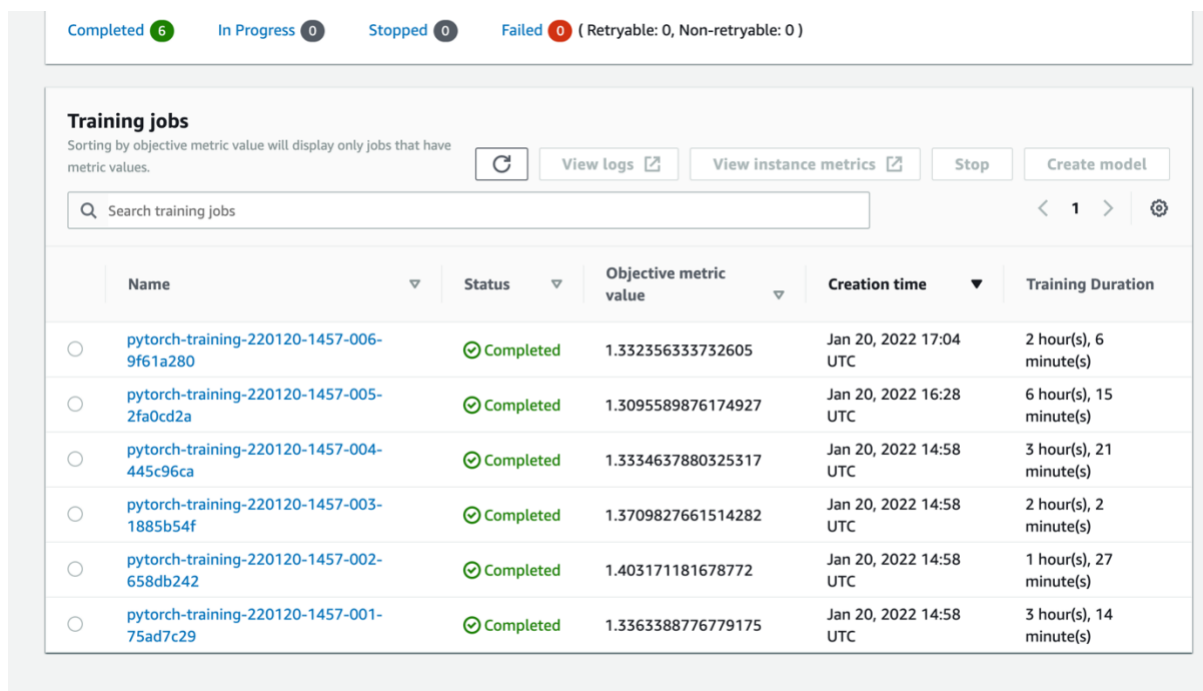 Completed 6 In Progress 0 Stopped 0 Failed 0 ( Retryable: 0, Non-retryable: 0 )
Training jobs
Sorting by objective metric value will display only jobs that have
metric values.
View logs View instance metrics Stop Create model
Search training jobs
1
Name Status Objective metric value Creation time Training Duration
pytorch-training-220120-1457-006-9f61a280 Completed 1.332356333732605 Jan 20, 2022 17:04 UTC 2 hour(s), 6 minute(s)
pytorch-training-220120-1457-005-2fa0cd2a Completed 1.3095589876174927 Jan 20, 2022 16:28 UTC 6 hour(s), 15 minute(s)
pytorch-training-220120-1457-004-445c96ca Completed 1.3334637880325317 Jan 20, 2022 14:58 UTC 3 hour(s), 21 minute(s)
pytorch-training-220120-1457-003-1885b54f Completed 1.3709827661514282 Jan 20, 2022 14:58 UTC 2 hour(s), 2 minute(s)
pytorch-training-220120-1457-002-658db242 Completed 1.403171181678772 Jan 20, 2022 14:58 UTC 1 hour(s), 27 minute(s)
pytorch-training-220120-1457-001-75ad7c29 Completed 1.3363388776779175 Jan 20, 2022 14:58 UTC 3 hour(s), 14 minute(s)